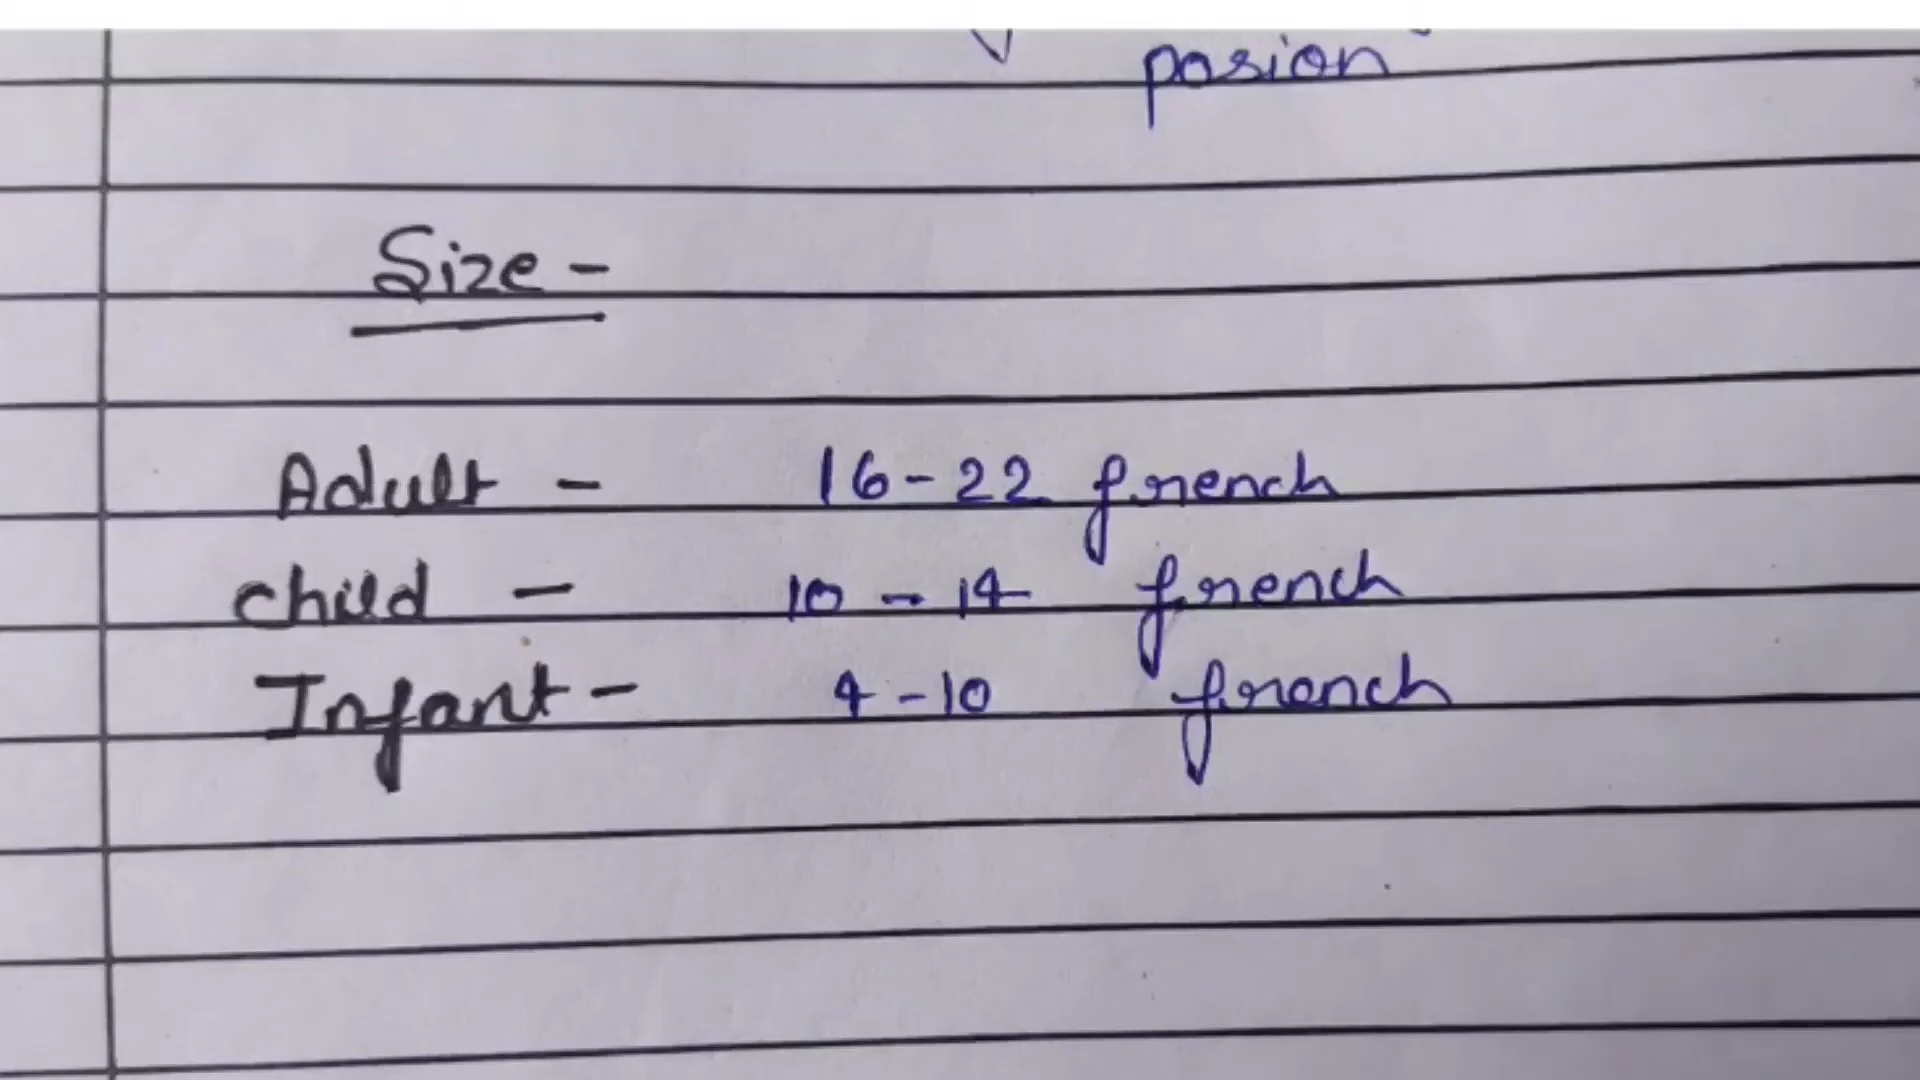 posion
Size -
Adult - 16-22 french
child - 10 - 14 french
Infant - 4 - 10 french